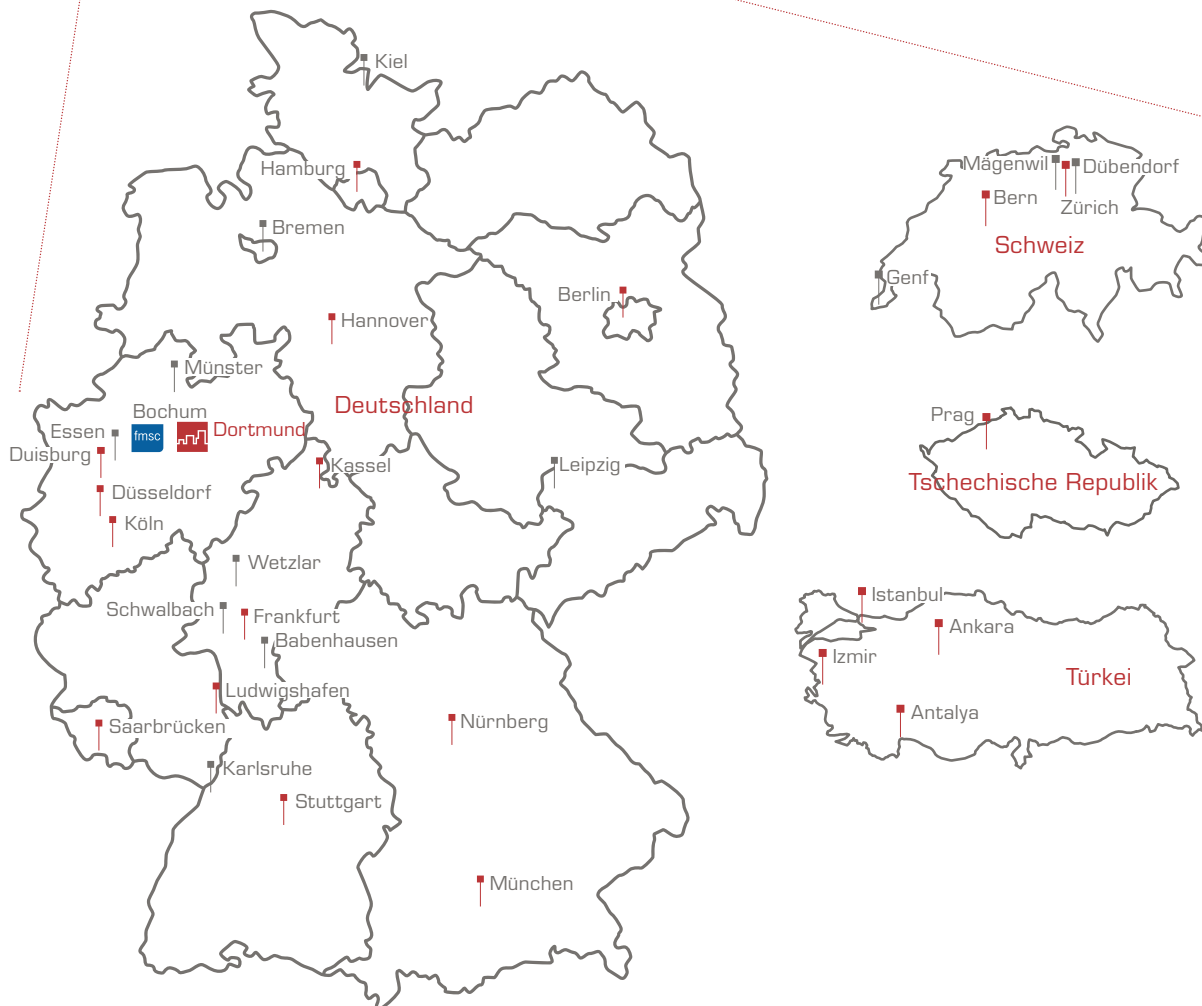 Kiel
Hamburg
Bremen
Berlin
Hannover
Münster
Deutschland
Bochum
Essen
fmsc
Dortmund
Duisburg
Kassel
Leipzig
Düsseldorf
Köln
Wetzlar
Schwalbach
Frankfurt
Babenhausen
Ludwigshafen
Saarbrücken
Nürnberg
Karlsruhe
Stuttgart
München
Mägenwil
Dübendorf
Bern
Zürich
Schweiz
Genf
Prag
Tschechische Republik
Istanbul
Ankara
Izmir
Türkei
Antalya